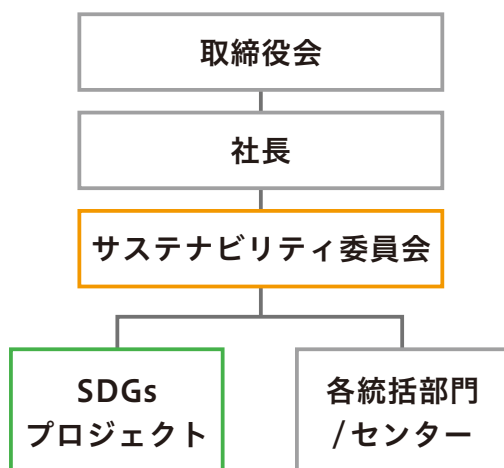 取締役会
社長
サステナビリティ委員会
SDGs
プロジェクト
各統括部門
/センター